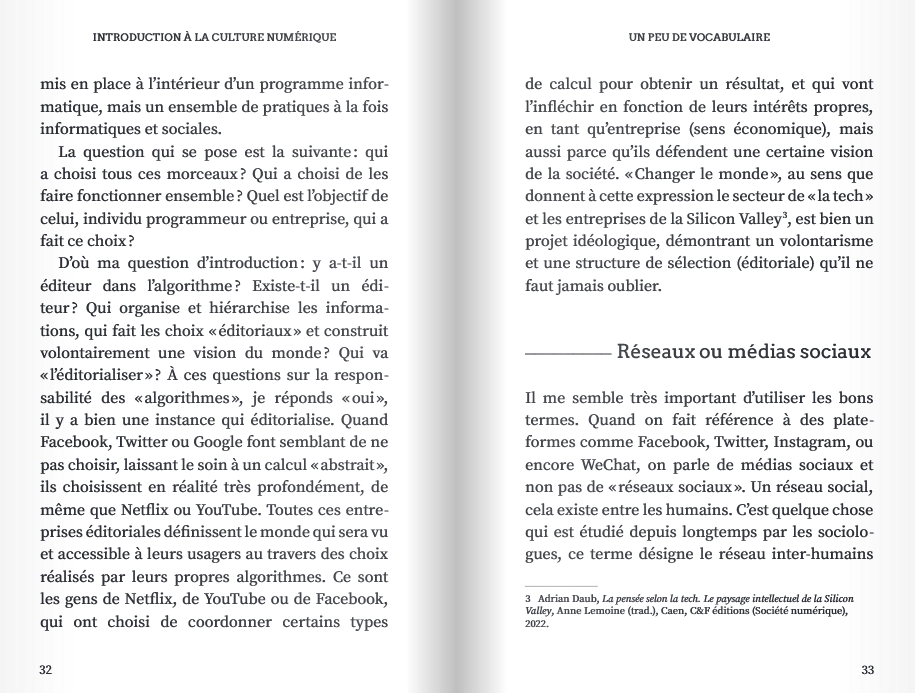 INTRODUCTION À LA CULTURE NUMÉRIQUE
mis en place à l’intérieur d’un programme infor-
matique, mais un ensemble de pratiques à la fois
informatiques et sociales.
La question qui se pose est la suivante : qui
a choisi tous ces morceaux ? Qui a choisi de les
faire fonctionner ensemble ? Quel est l’objectif de
celui, individu programmeur ou entreprise, qui a
fait ce choix ?
D’où ma question d’introduction : y a-t-il un
éditeur dans l’algorithme ? Existe-t-il un édi-
teur ? Qui organise et hiérarchise les informa-
tions, qui fait les choix « éditoriaux » et construit
volontairement une vision du monde ? Qui va
« l’éditorialiser » ? À ces questions sur la respon-
sabilité des « algorithmes », je réponds « oui »,
il y a bien une instance qui éditorialise. Quand
Facebook, Twitter ou Google font semblant de ne
pas choisir, laissant le soin à un calcul « abstrait »,
ils choisissent en réalité très profondément, de
même que Netflix ou YouTube. Toutes ces entre-
prises éditoriales définissent le monde qui sera vu
et accessible à leurs usagers au travers des choix
réalisés par leurs propres algorithmes. Ce sont
les gens de Netflix, de YouTube ou de Facebook,
qui ont choisi de coordonner certains types
32
UN PEU DE VOCABULAIRE
de calcul pour obtenir un résultat, et qui vont
l’infléchir en fonction de leurs intérêts propres,
en tant qu’entreprise (sens économique), mais
aussi parce qu’ils défendent une certaine vision
de la société. « Changer le monde », au sens que
donnent à cette expression le secteur de « la tech »
et les entreprises de la Silicon Valley³, est bien un
projet idéologique, démontrant un volontarisme
et une structure de sélection (éditoriale) qu’il ne
faut jamais oublier.
Réseaux ou médias sociaux
Il me semble très important d’utiliser les bons
termes. Quand on fait référence à des plate-
formes comme Facebook, Twitter, Instagram, ou
encore WeChat, on parle de médias sociaux et
non pas de « réseaux sociaux ». Un réseau social,
cela existe entre les humains. C’est quelque chose
qui est étudié depuis longtemps par les sociolo-
gues, ce terme désigne le réseau inter-humains
3 Adrian Daub, La pensée selon la tech. Le paysage intellectuel de la Silicon
Valley, Anne Lemoine (trad.), Caen, C&F éditions (Société numérique),
2022.
33